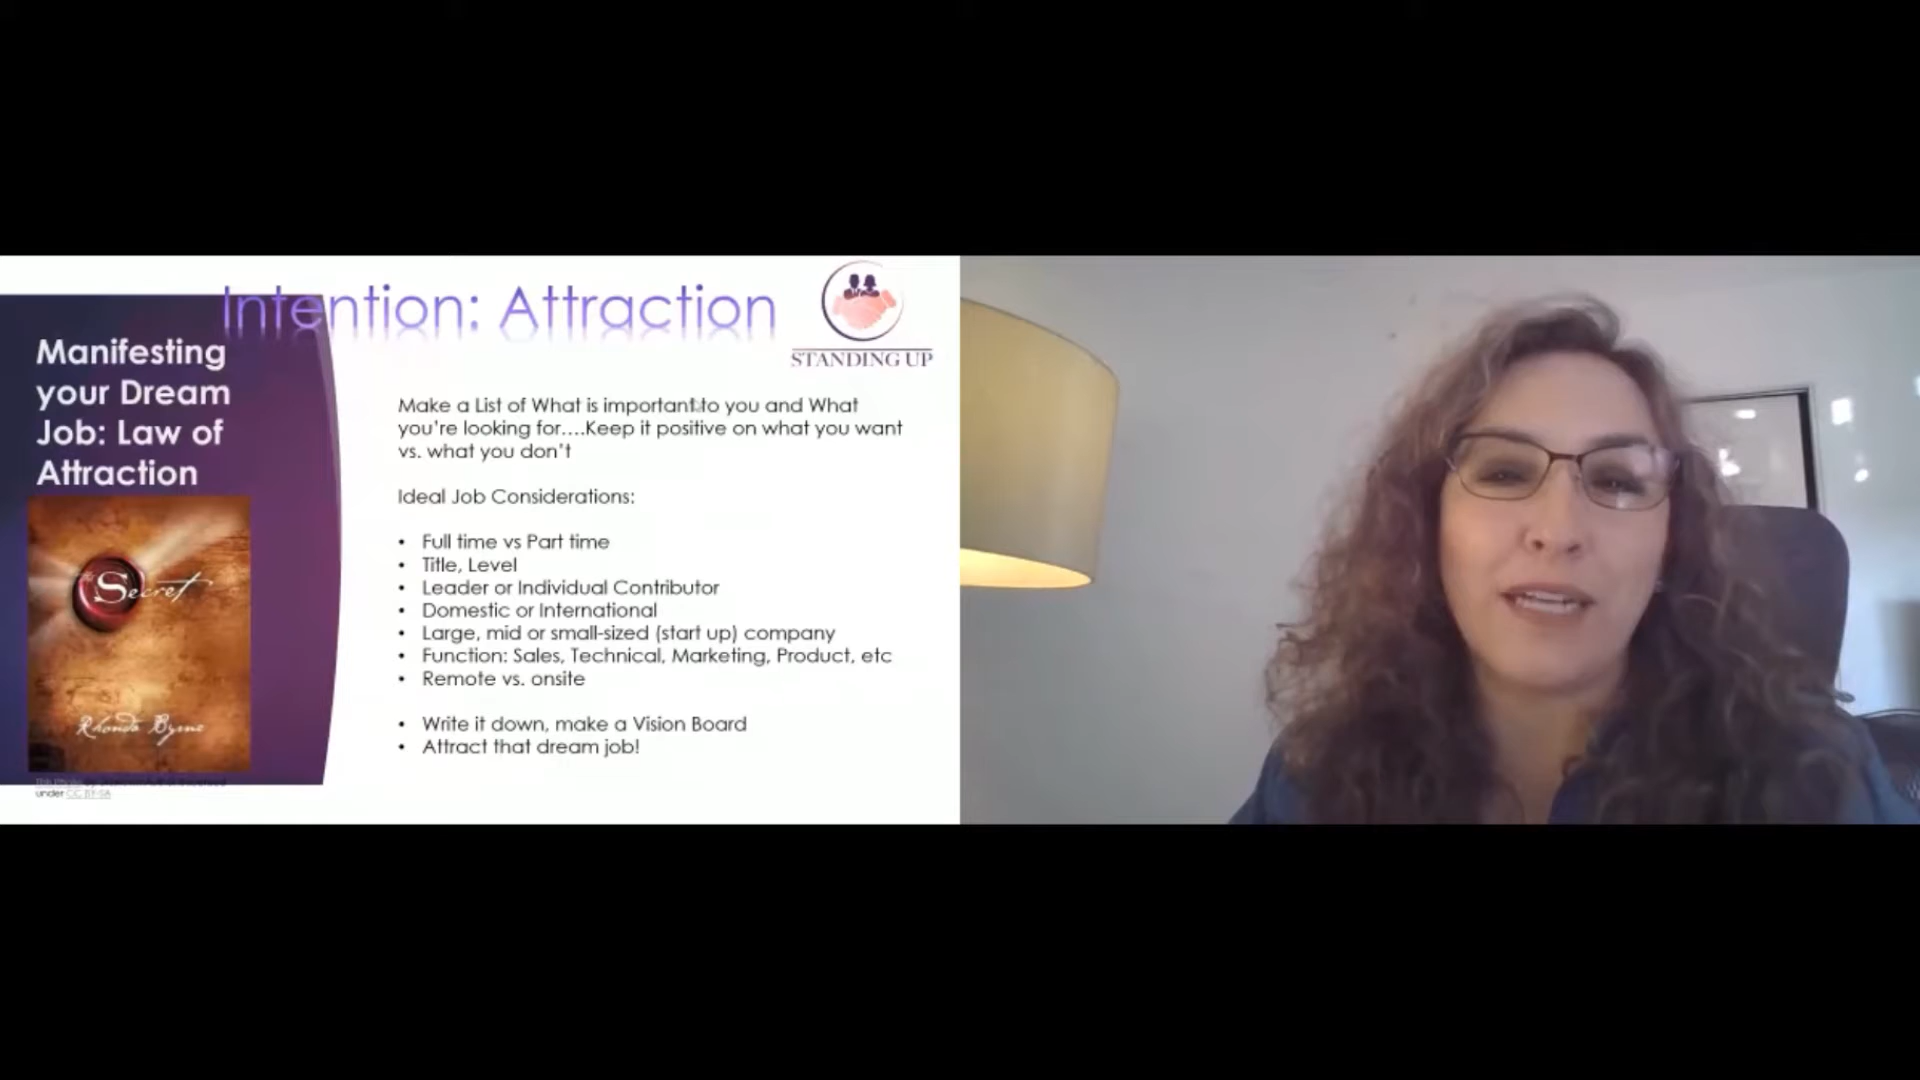 Intention: Attraction
STANDING UP
Manifesting
your Dream
Job: Law of
Attraction
Secret
Rhonda Byrne
under CC BY-SA
Make a List of What is important to you and What
you're looking for....Keep it positive on what you want
vs. what you don't
Ideal Job Considerations:
• Full time vs Part time
• Title, Level
• Leader or Individual Contributor
• Domestic or International
• Large, mid or small-sized (start up) company
• Function: Sales, Technical, Marketing, Product, etc
• Remote vs. onsite
• Write it down, make a Vision Board
• Attract that dream job!